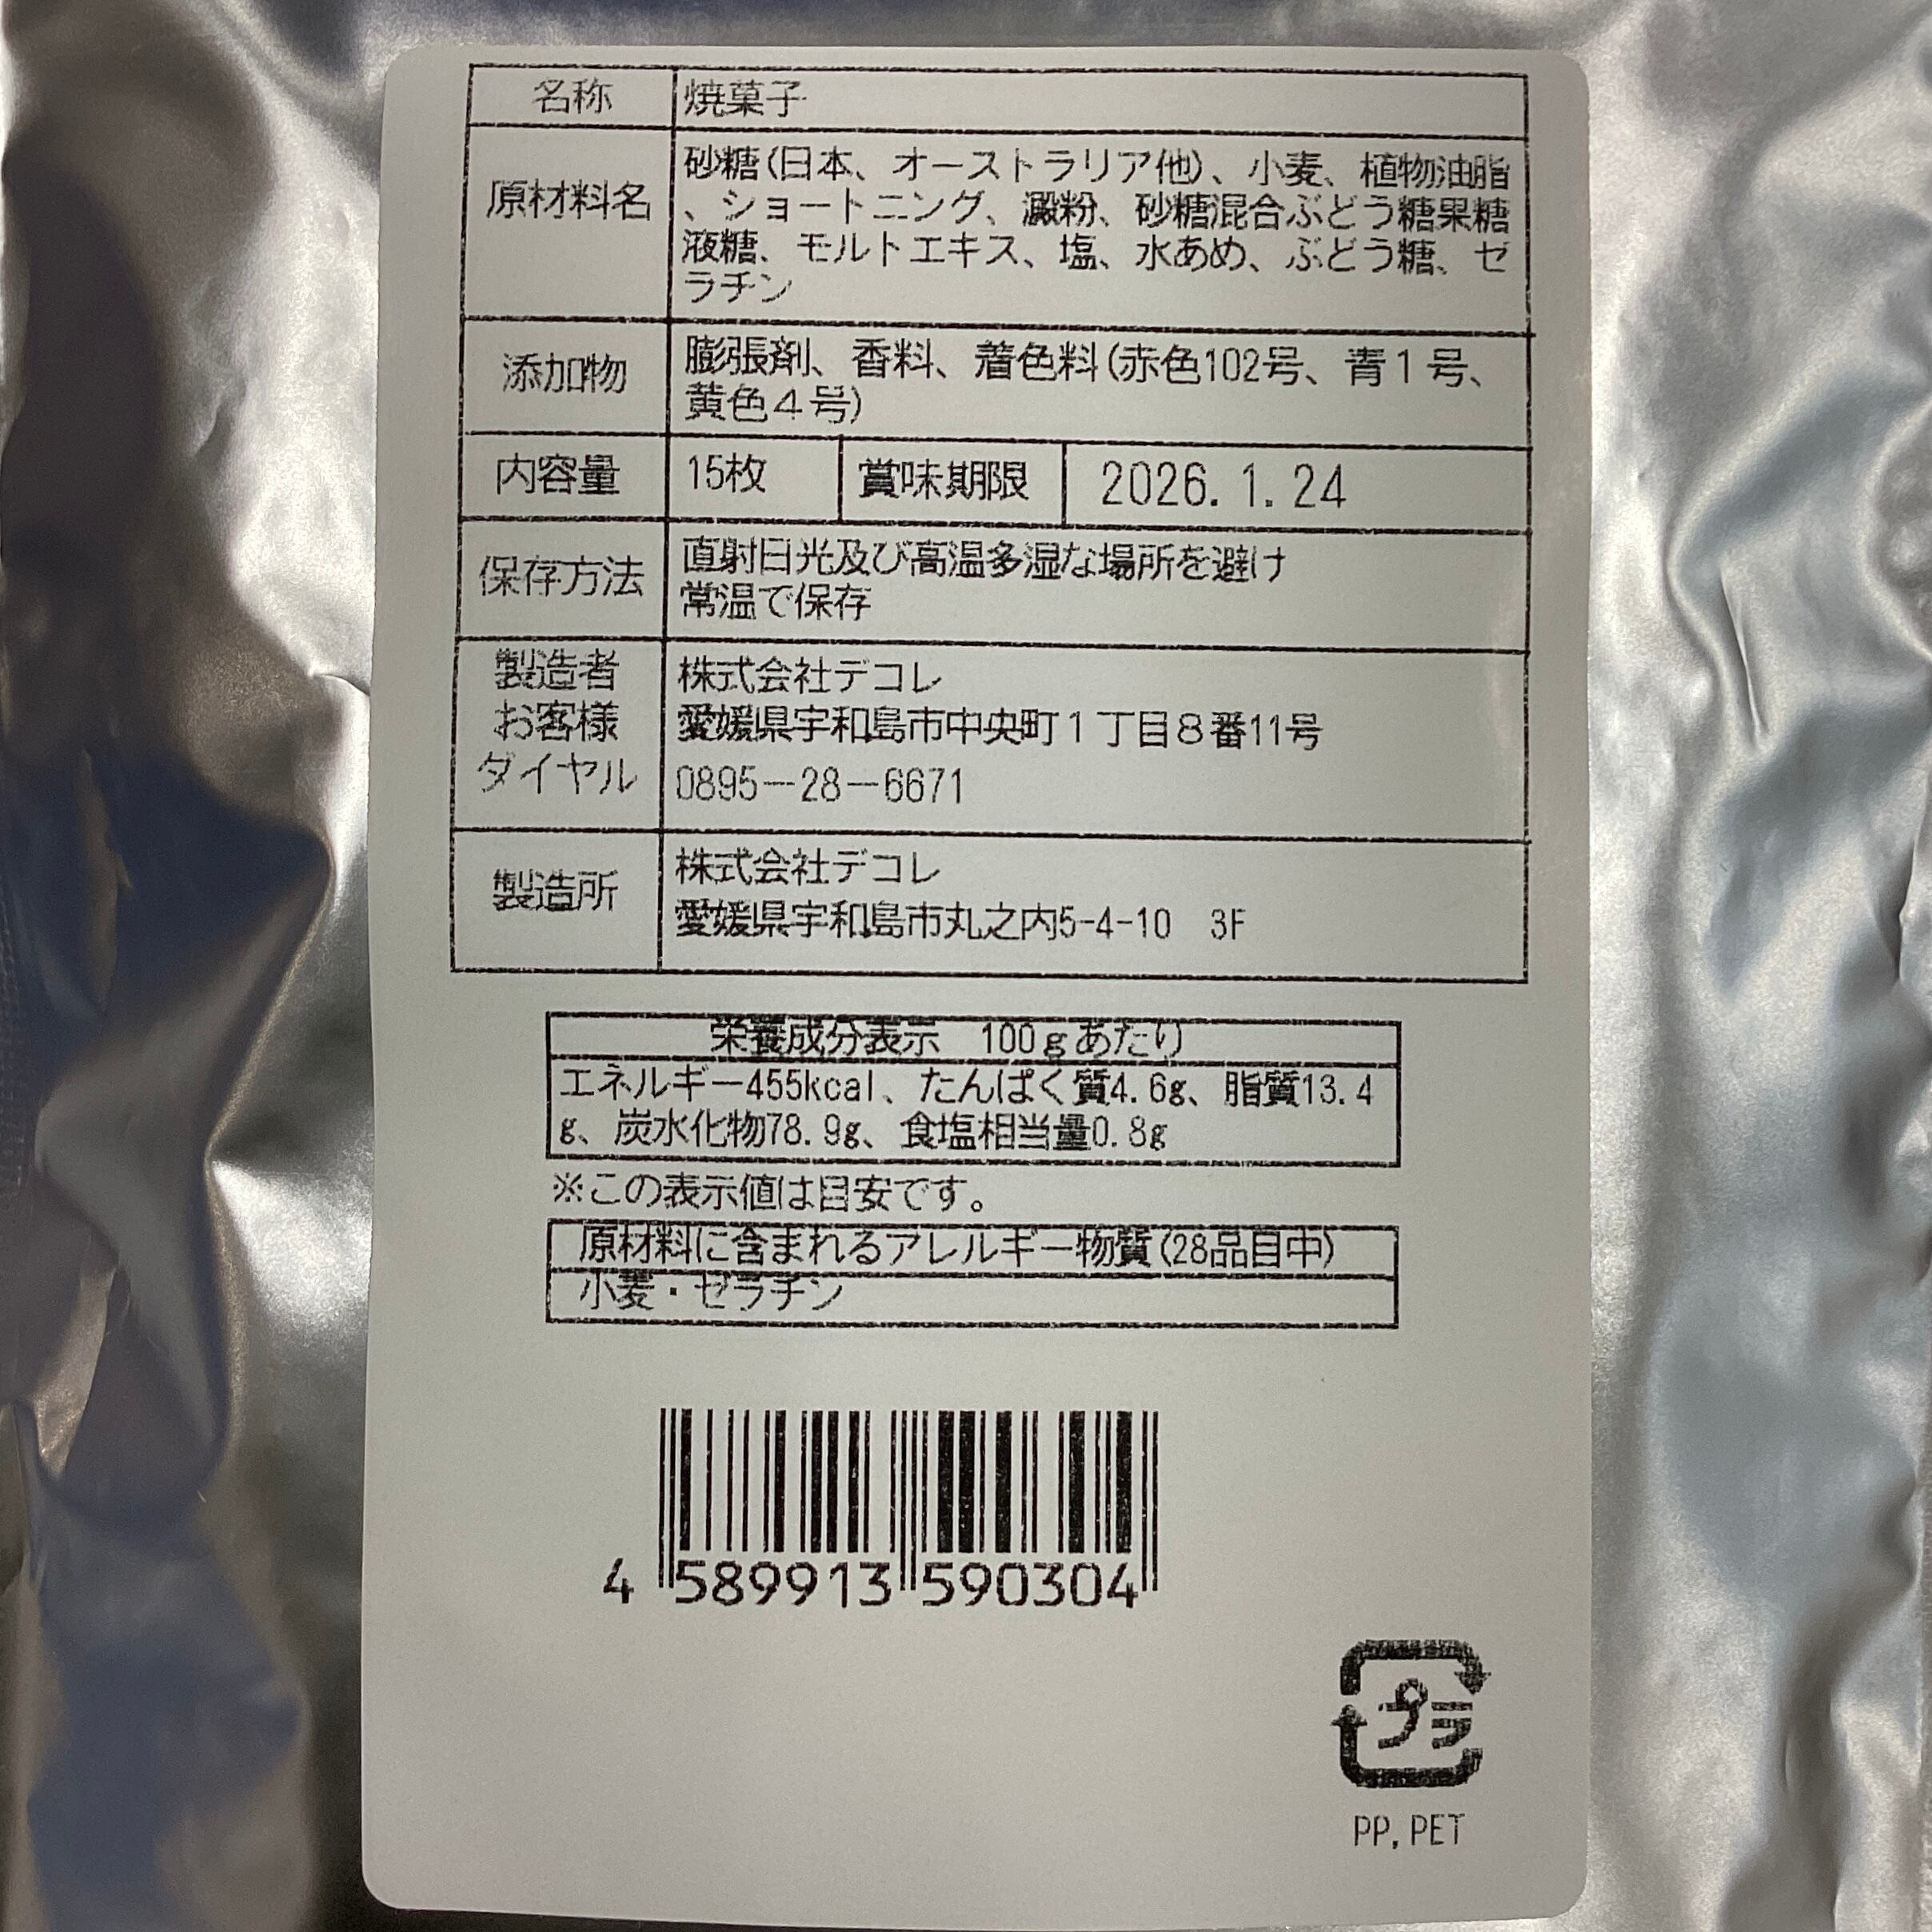 名称 焼菓子
原材料名 砂糖(日本、オーストラリア他)、小麦、植物油脂
、ショートニング、澱粉、砂糖混合ぶどう糖果糖
液糖、モルトエキス、塩、水あめ、ぶどう糖、ゼ
ラチン
添加物 膨張剤、香料、着色料(赤色102号、青1号、
黄色4号)
内容量 15枚 賞味期限 2026.1.24
保存方法 直射日光及び高温多湿な場所を避け
常温で保存
製造者 株式会社デコレ
お客様 愛媛県宇和島市中央町1丁目8番11号
ダイヤル 0895－28－6671
製造所 株式会社デコレ
愛媛県宇和島市丸之内5-4-10 3F
栄養成分表示 100gあたり
エネルギー455kcal、たんぱく質4.6g、脂質13.4
g、炭水化物78.9g、食塩相当量0.8g
※この表示値は目安です。
原材料に含まれるアレルギー物質(28品目中)
小麦・ゼラチン
4 589913 590304
プラ
PP, PET